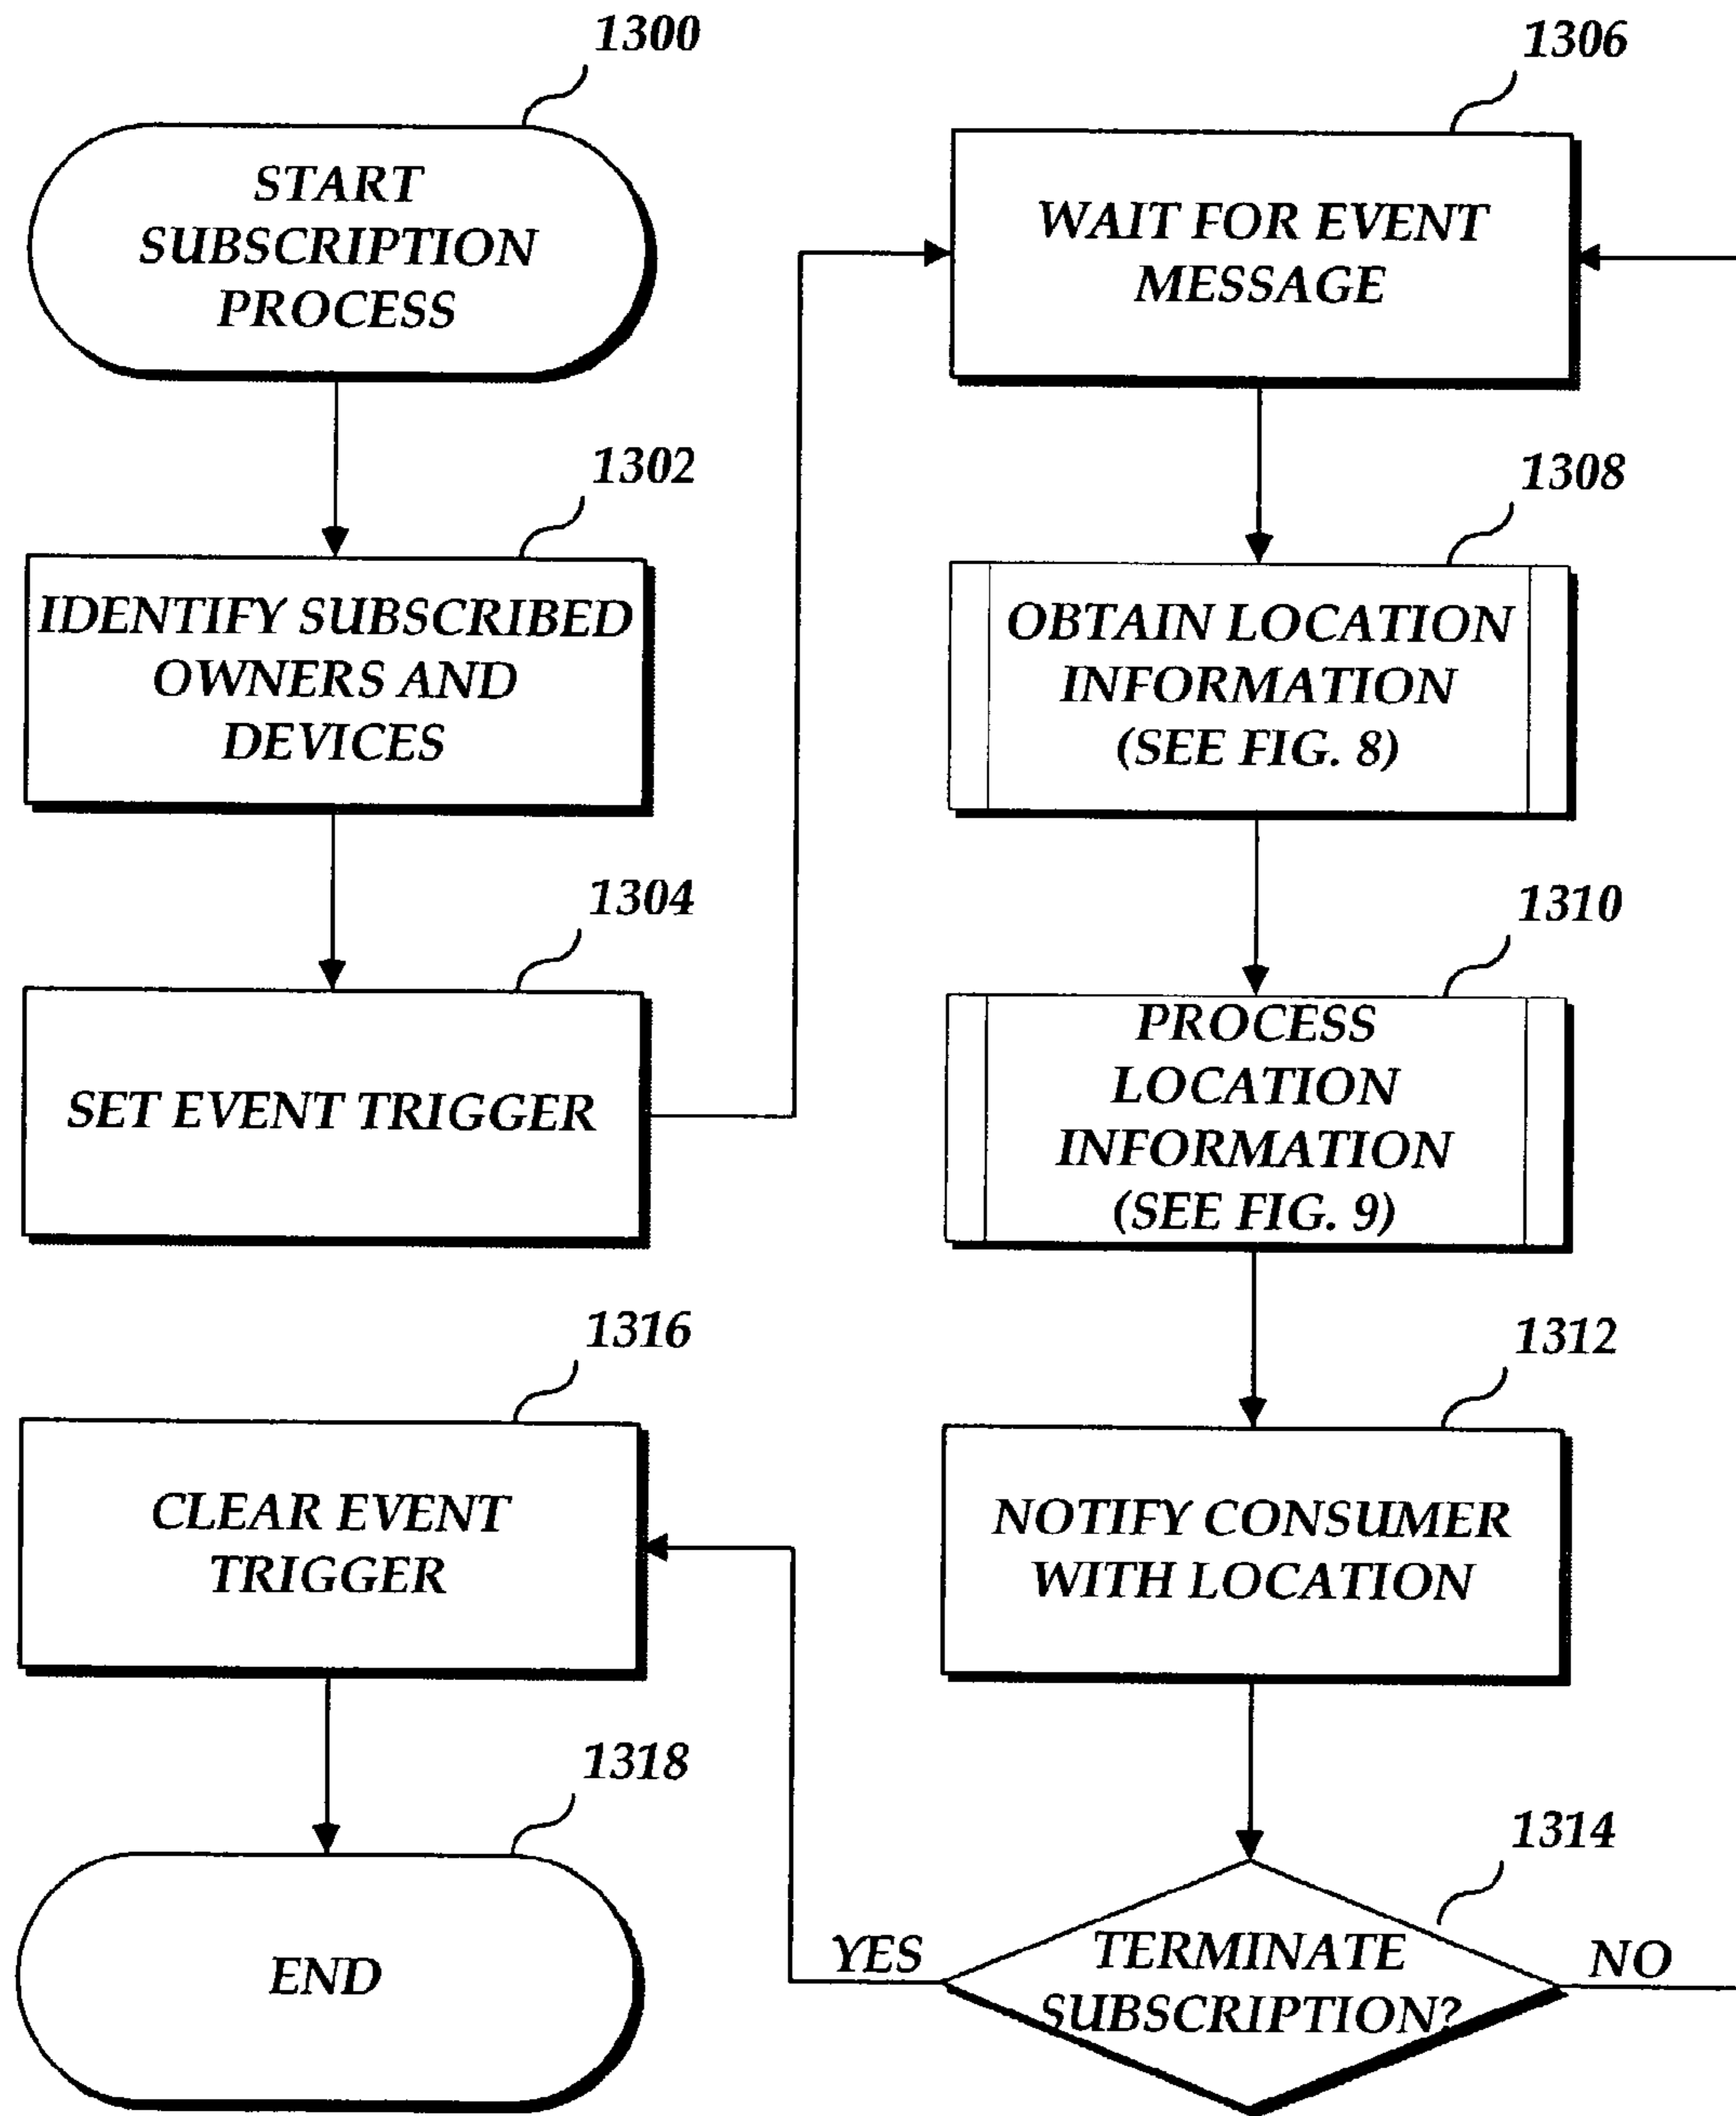 1300
START
SUBSCRIPTION
PROCESS
1302
IDENTIFY SUBSCRIBED
OWNERS AND
DEVICES
1304
SET EVENT TRIGGER
1306
WAIT FOR EVENT
MESSAGE
1308
OBTAIN LOCATION
INFORMATION
(SEE FIG. 8)
1310
PROCESS
LOCATION
INFORMATION
(SEE FIG. 9)
1312
NOTIFY CONSUMER
WITH LOCATION
1314
TERMINATE
SUBSCRIPTION?
YES
NO
1316
CLEAR EVENT
TRIGGER
1318
END